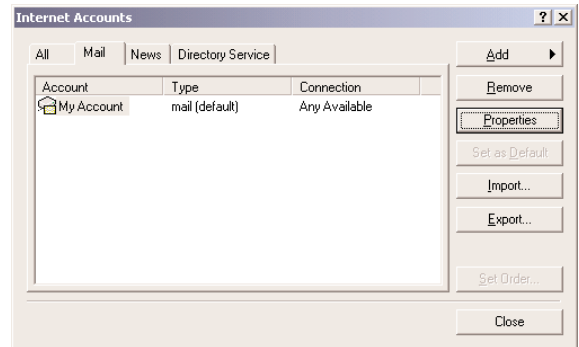 Internet Accounts
All Mail News Directory Service
Add
Account Type Connection
Remove
My Account mail (default) Any Available
Properties
Set as Default
Import...
Export...
Set Order...
Close